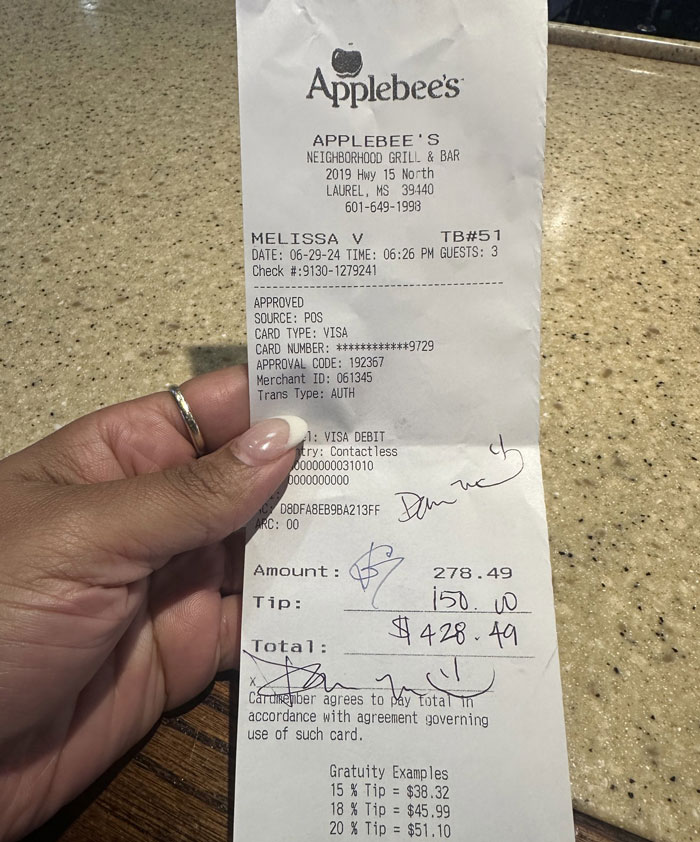 Applebee's
APPLEBEE'S
NEIGHBORHOOD GRILL & BAR
2019 Hwy 15 North
LAUREL, MS 39440
601-649-1998
MELISSA V TB#51
DATE: 06-29-24 TIME: 06:26 PM GUESTS: 3
Check #:9130-1279241
APPROVED
SOURCE: POS
CARD TYPE: VISA
CARD NUMBER: ************9729
APPROVAL CODE: 192367
Merchant ID: 061345
Trans Type: AUTH
l: VISA DEBIT
try: Contactless
0000000031010
0000000000
C: D8DFA8EB9BA213FF
ARC: 00
Amount: 278.49
Tip: 150.00
Total: $428.49
x
Cardmember agrees to pay total in
accordance with agreement governing
use of such card.
Gratuity Examples
15 % Tip = $38.32
18 % Tip = $45.99
20 % Tip = $51.10